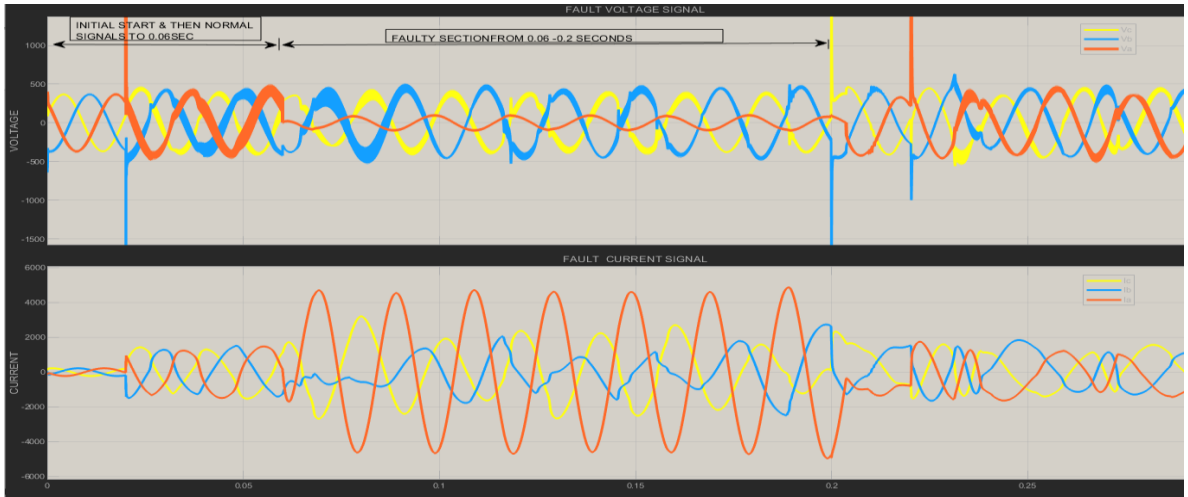 FAULT VOLTAGE SIGNAL
INITIAL START & THEN NORMAL
SIGNALS TO 0.06SEC
FAULTY SECTIONFROM 0.06 -0.2 SECONDS
Vc
Vb
Va
1000
500
0
-500
-1000
-1500
VOLTAGE
FAULT CURRENT SIGNAL
Ic
Ib
Ia
6000
4000
2000
0
-2000
-4000
-6000
CURRENT
0
0.05
0.1
0.15
0.2
0.25